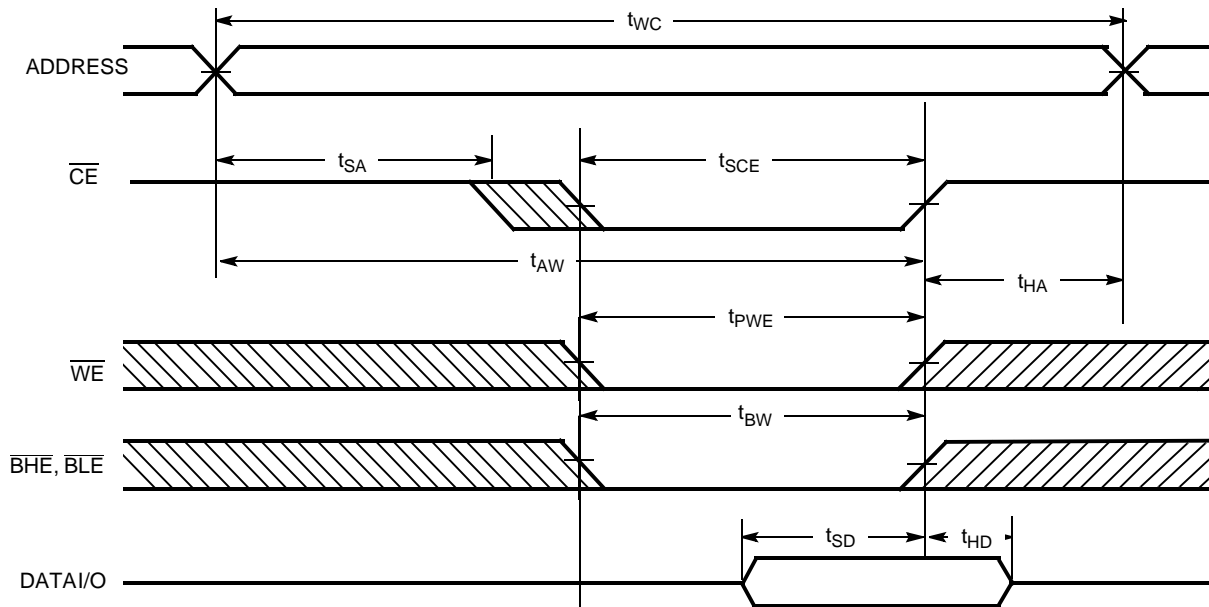 tWC
ADDRESS
tSA
tSCE
CE
tAW
tHA
tPWE
WE
tBW
BHE, BLE
tSD
tHD
DATAI/O